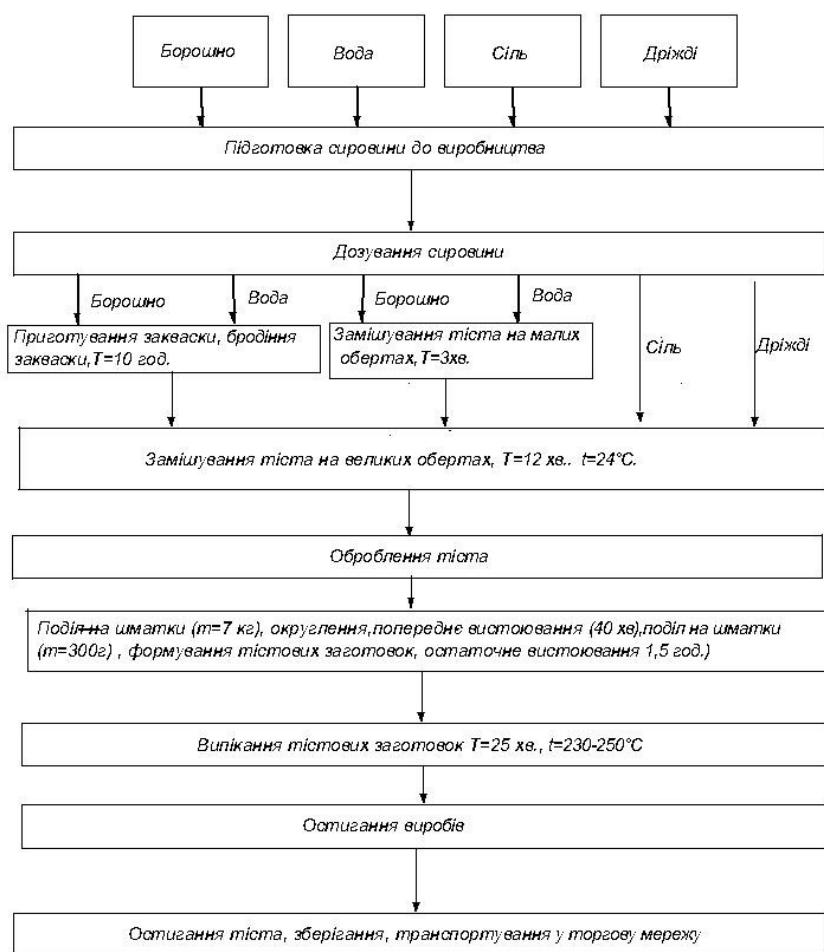 Борошно
Вода
Сіль
Дріжді
Підготовка сировини до виробництва
Дозування сировини
Борошно
Вода
Борошно
Вода
Приготування закваски, бродіння
закваски,Т=10 год.
Замішування тіста на малих
обертах,Т=3хв.
Сіль
Дріжді
Замішування тіста на великих обертах, Т=12 хв.. t=24°С.
Оброблення тіста
Поділ на шматки (m=7 кг), округлення,попереднє вистоювання (40 хв),поділ на шматки
(m=300г) , формування тістових заготовок, остаточне вистоювання 1,5 год.)
Випікання тістових заготовок Т=25 хв., t=230-250°С
Остигання виробів
Остигання тіста, зберігання, транспортування у торгову мережу